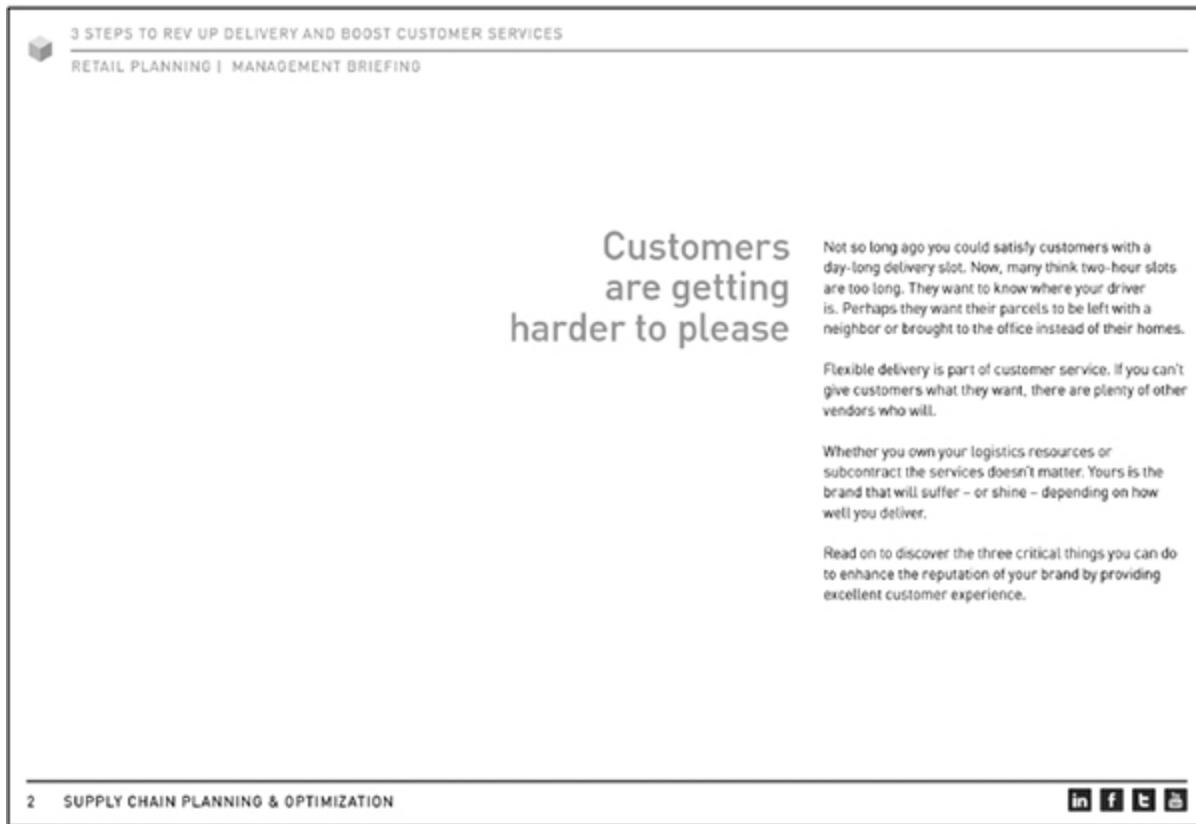 3 STEPS TO REV UP DELIVERY AND BOOST CUSTOMER SERVICES
RETAIL PLANNING | MANAGEMENT BRIEFING
Customers
are getting
harder to please
Not so long ago you could satisfy customers with a
day-long delivery slot. Now, many think two-hour slots
are too long. They want to know where your driver
is. Perhaps they want their parcels to be left with a
neighbor or brought to the office instead of their homes.
Flexible delivery is part of customer service. If you can't
give customers what they want, there are plenty of other
vendors who will.
Whether you own your logistics resources or
subcontract the services doesn't matter. Yours is the
brand that will suffer – or shine – depending on how
well you deliver.
Read on to discover the three critical things you can do
to enhance the reputation of your brand by providing
excellent customer experience.
2 SUPPLY CHAIN PLANNING & OPTIMIZATION
in f t You